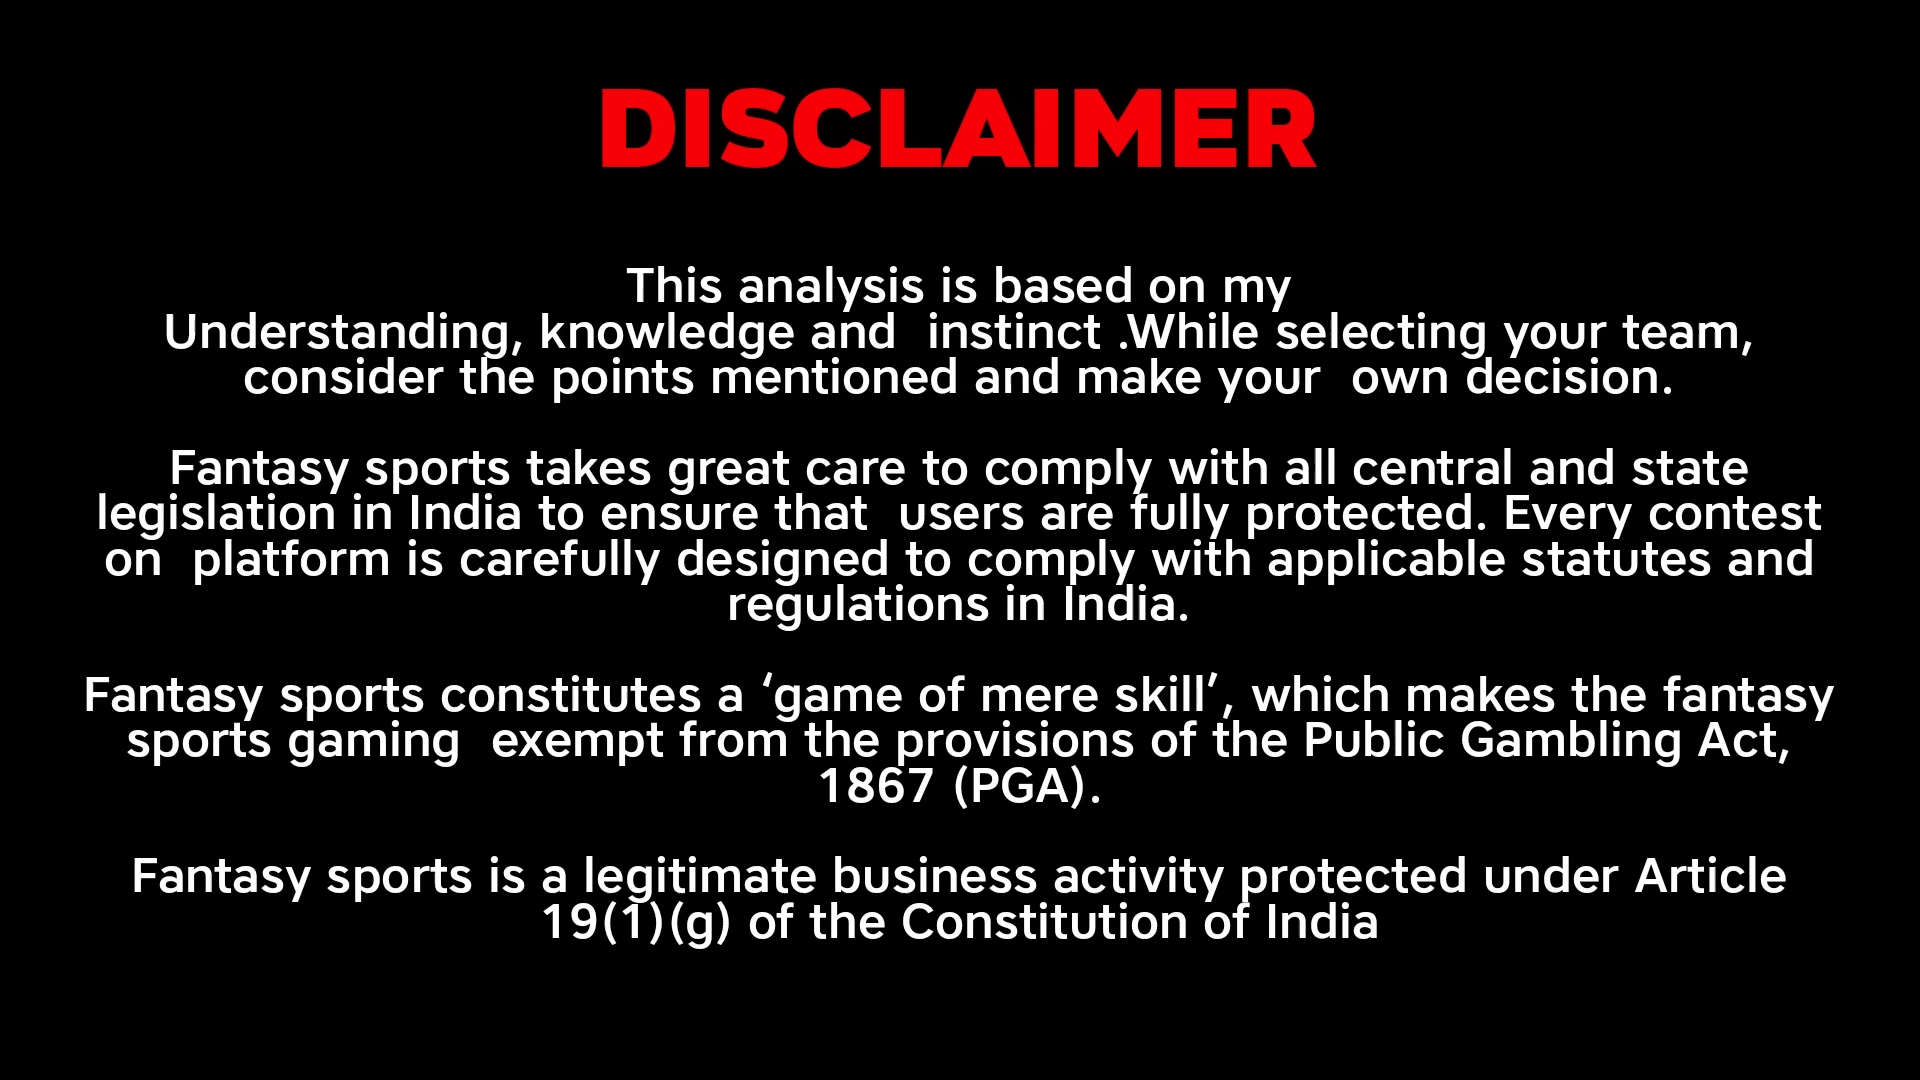 DISCLAIMER
This analysis is based on my
Understanding, knowledge and  instinct .While selecting your team,
consider the points mentioned and make your  own decision.
Fantasy sports takes great care to comply with all central and state
legislation in India to ensure that  users are fully protected. Every contest
on  platform is carefully designed to comply with applicable statutes and
regulations in India.
Fantasy sports constitutes a ‘game of mere skill’, which makes the fantasy
sports gaming  exempt from the provisions of the Public Gambling Act,
1867 (PGA).
Fantasy sports is a legitimate business activity protected under Article
19(1)(g) of the Constitution of India